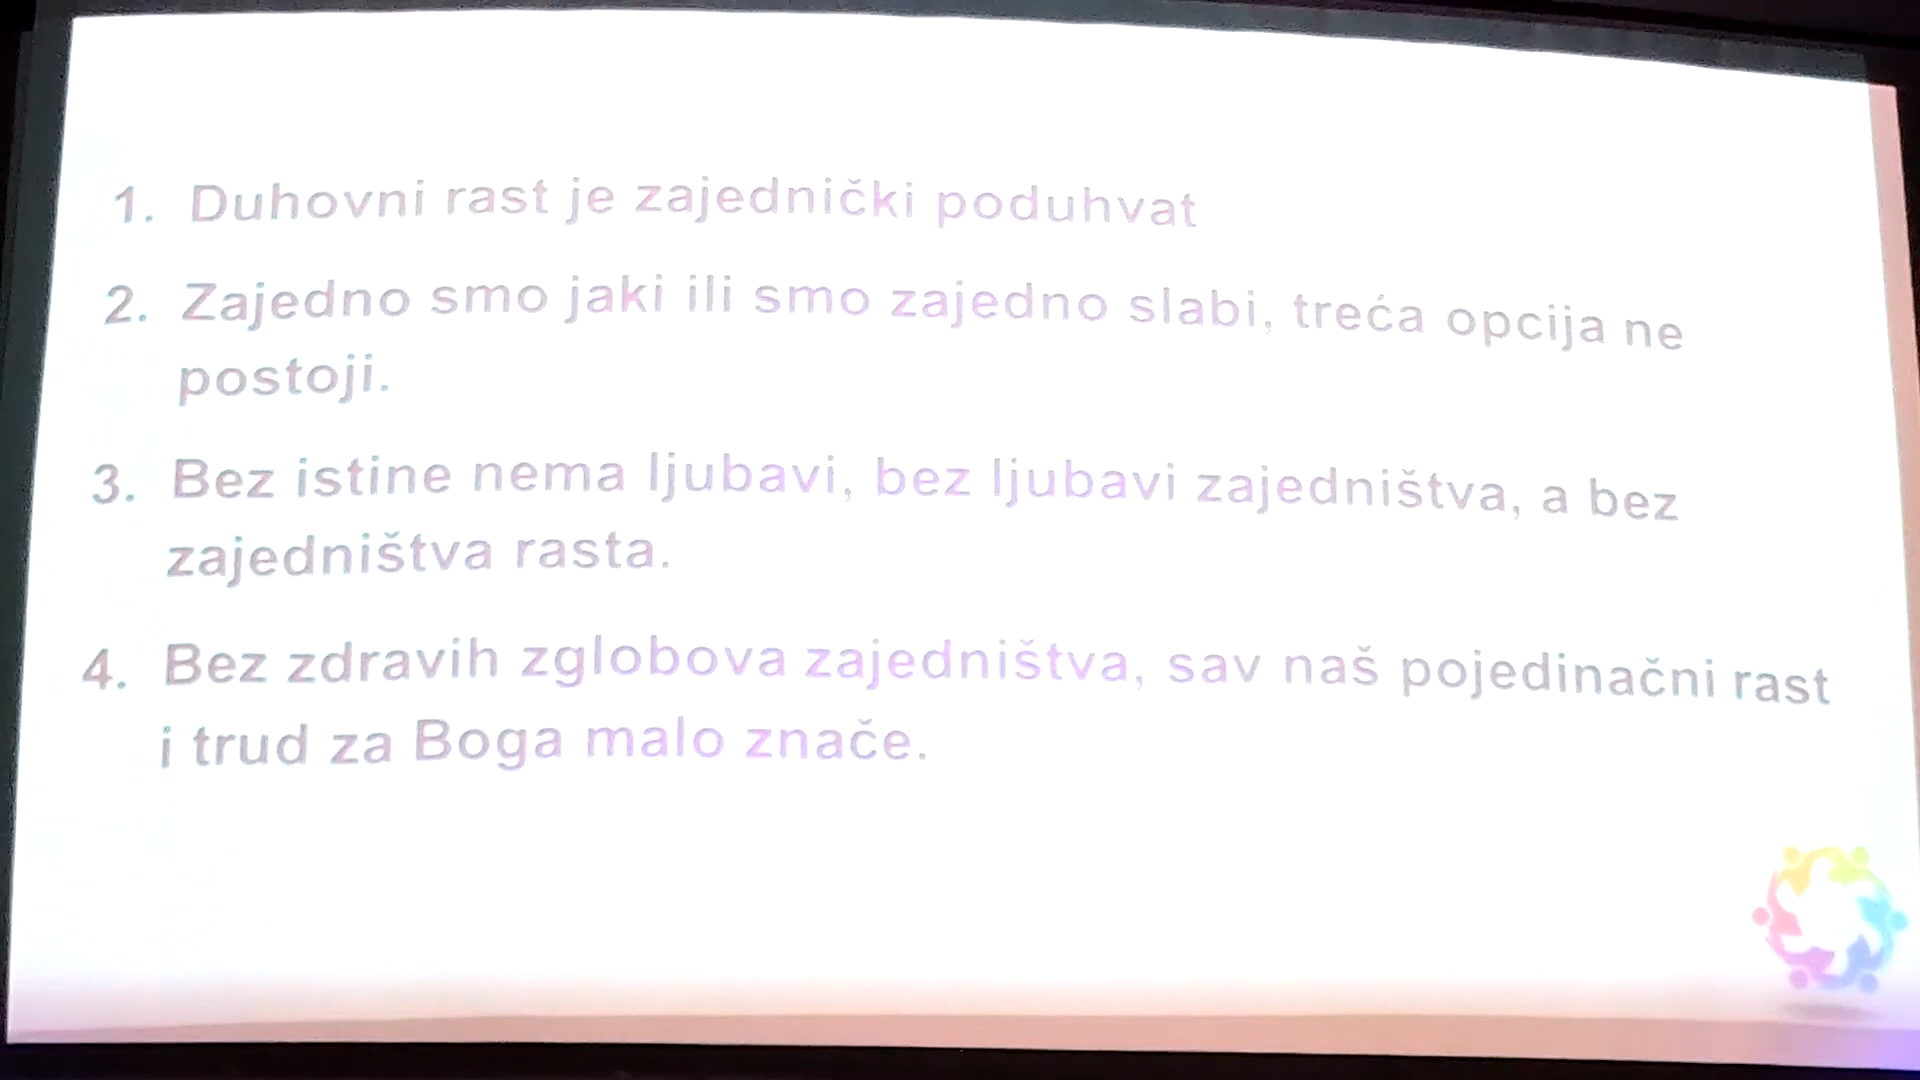 1. Duhovni rast je zajednički poduhvat
2. Zajedno smo jaki ili smo zajedno slabi, treća opcija ne
postoji.
3. Bez istine nema ljubavi, bez ljubavi zajedništva, a bez
zajedništva rasta.
4. Bez zdravih zglobova zajedništva, sav naš pojedinačni rast
i trud za Boga malo znače.